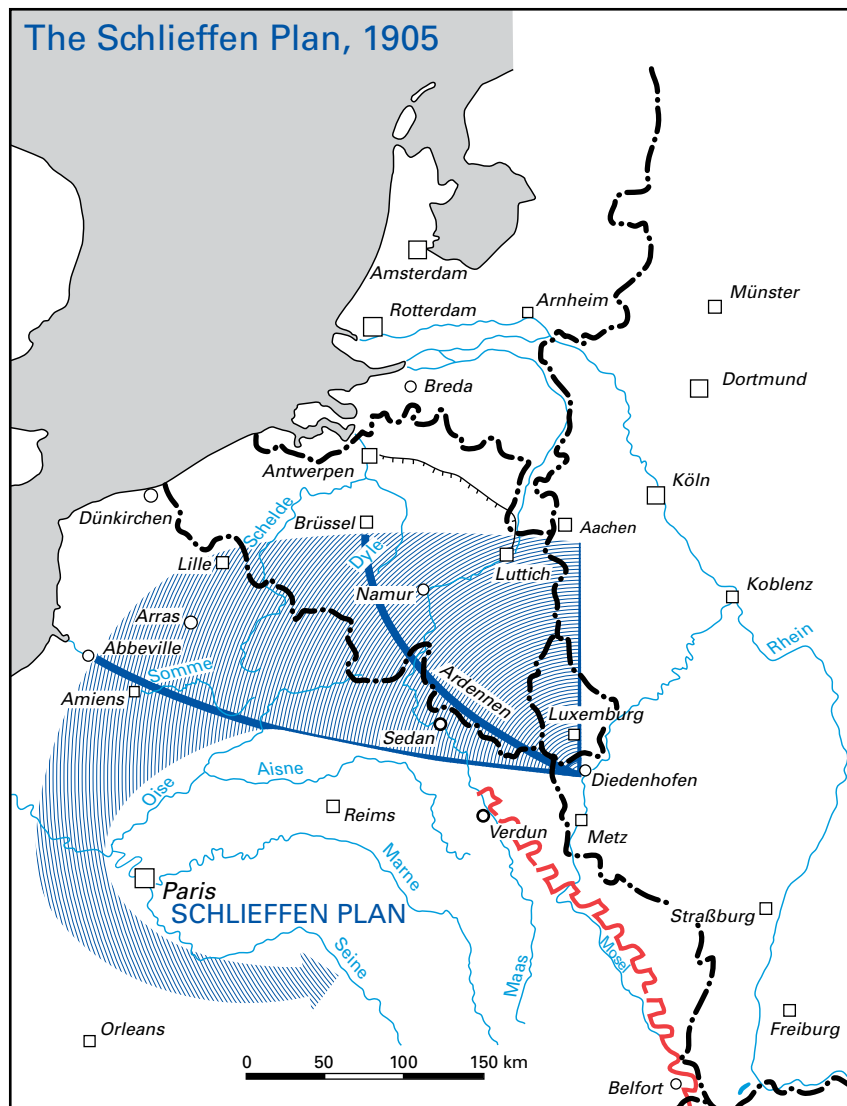 The Schlieffen Plan, 1905
Amsterdam
Rotterdam
Arnheim
Münster
Breda
Dortmund
Antwerpen
Köln
Dünkirchen
Schelde
Brüssel
Aachen
Lille
Dyle
Luttich
Namur
Koblenz
Arras
Rhein
Abbeville
Somme
Ardennen
Amiens
Luxemburg
Sedan
Diedenhofen
Oise
Aisne
Reims
Verdun
Metz
Marne
Paris
SCHLIEFFEN PLAN
Straßburg
Seine
Maas
Mosel
Orleans
Freiburg
0 50 100 150 km
Belfort